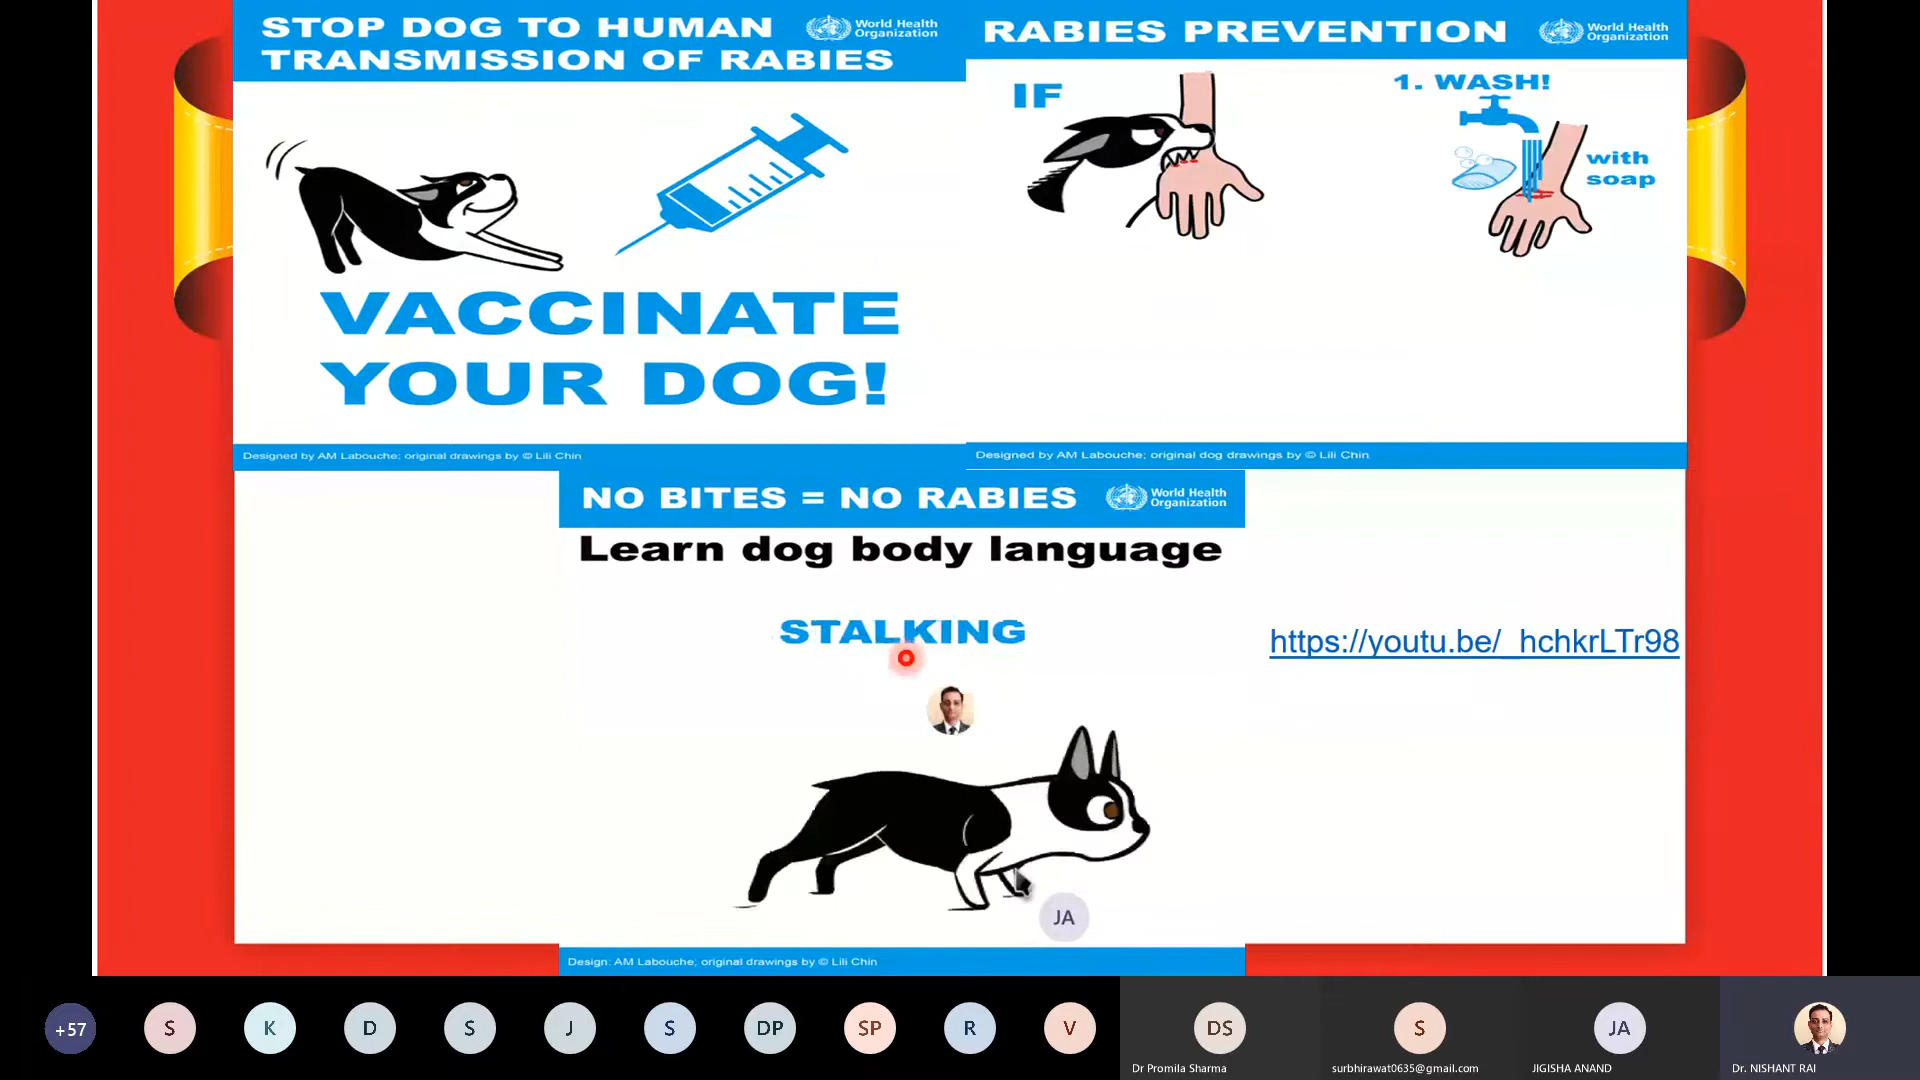 STOP DOG TO HUMAN
TRANSMISSION OF RABIES
World Health
Organization
VACCINATE
YOUR DOG!
Designed by AM Labouche; original drawings by © Lili Chin
RABIES PREVENTION
World Health
Organization
IF
1. WASH!
with
soap
Designed by AM Labouche; original dog drawings by © Lili Chin
NO BITES = NO RABIES
World Health
Organization
Learn dog body language
STALKING
https://youtu.be/_hchkrLTr98
JA
Design: AM Labouche; original drawings by © Lili Chin
+57
S
K
D
S
J
S
DP
SP
R
V
DS
S
JA
Dr Promila Sharma
surbhirawat0635@gmail.com
JIGISHA ANAND
Dr. NISHANT RAI